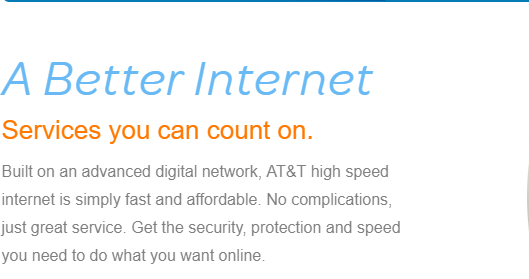 A Better Internet
Services you can count on.
Built on an advanced digital network, AT&T high speed
internet is simply fast and affordable. No complications,
just great service. Get the security, protection and speed
you need to do what you want online.